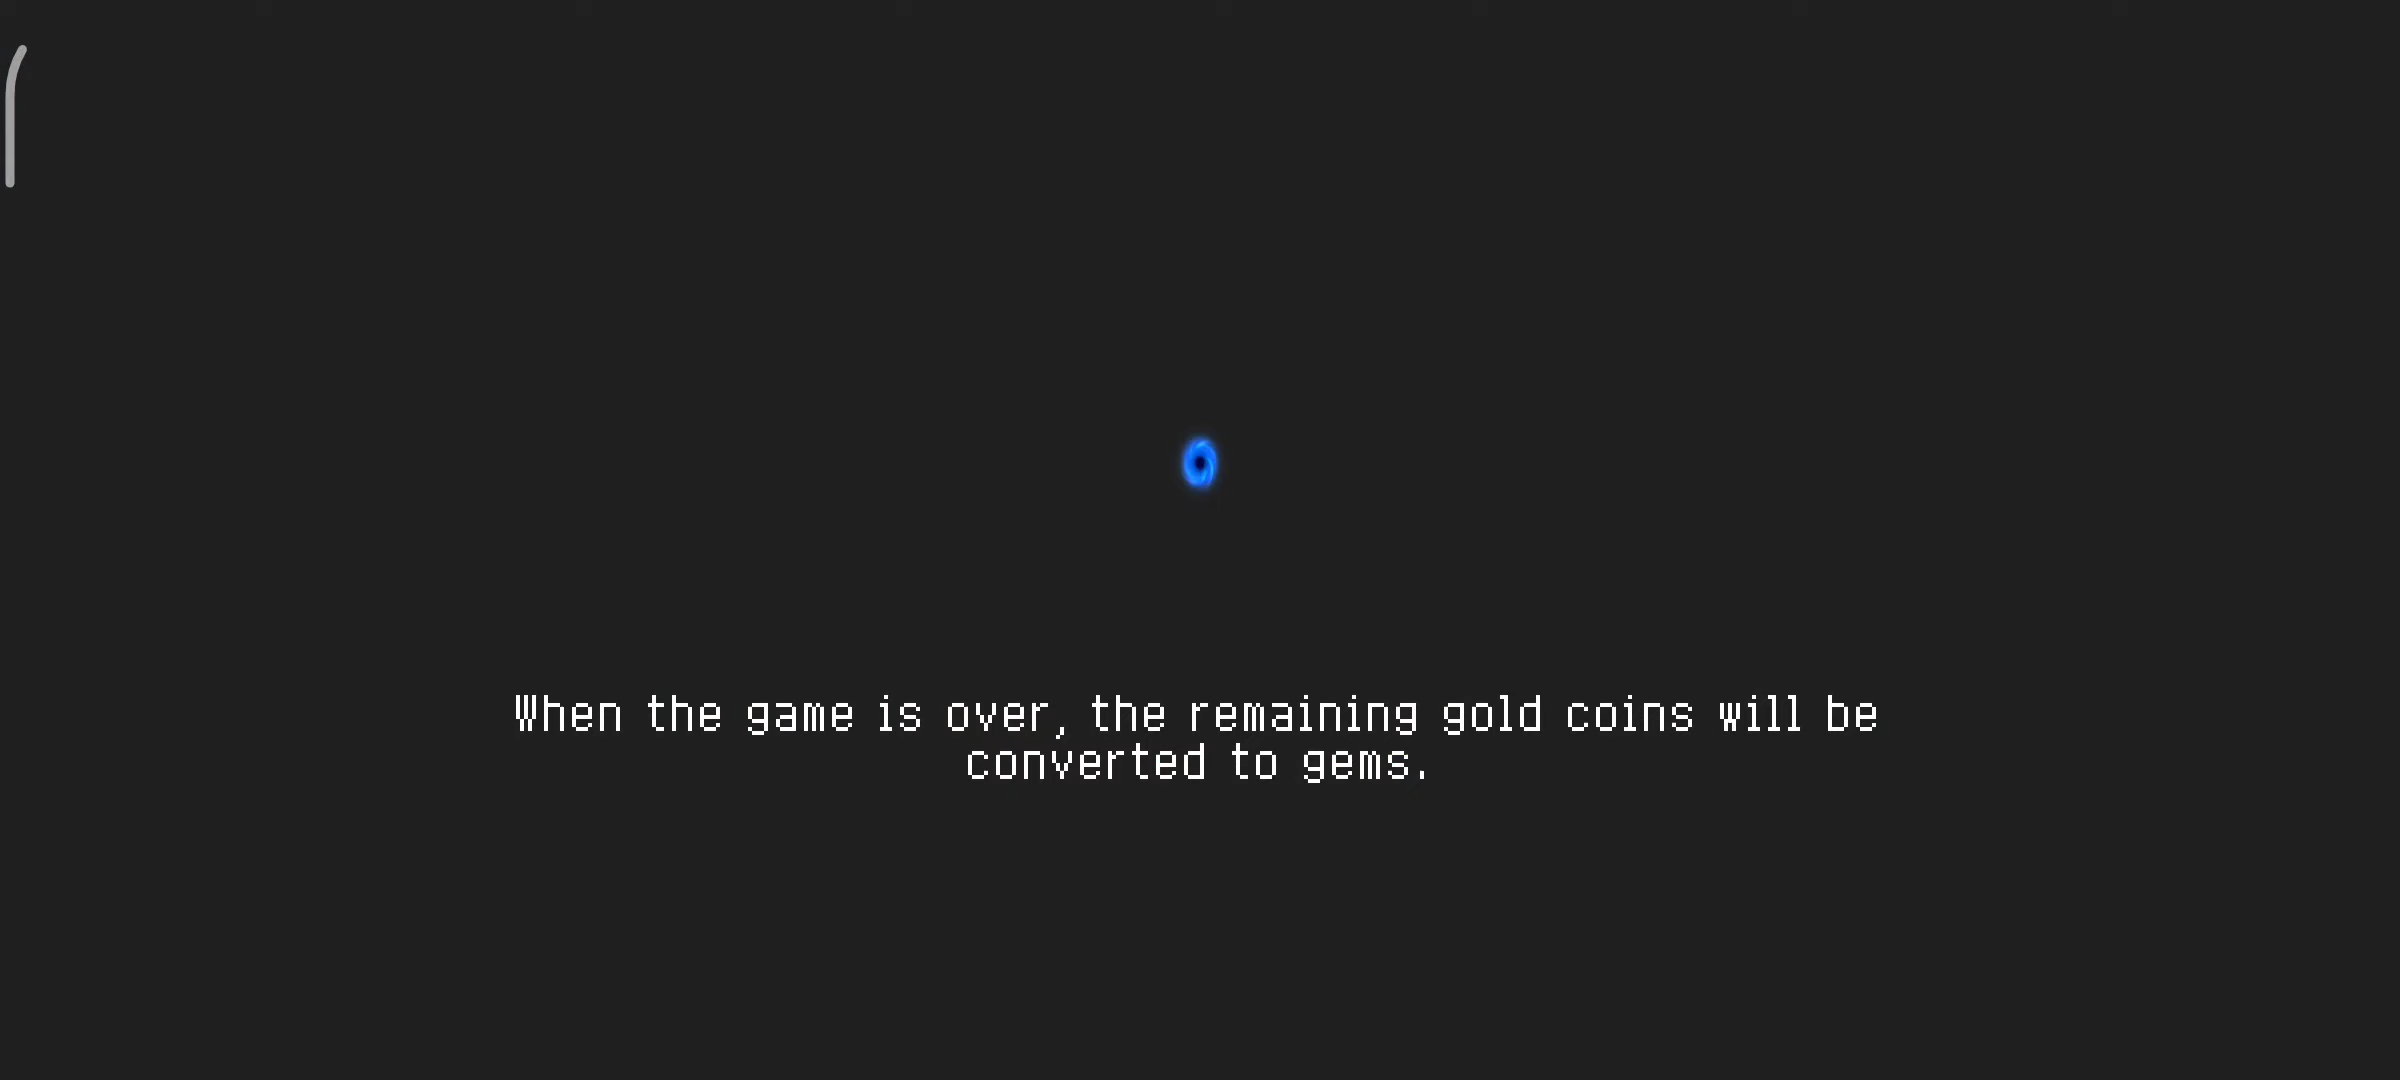 When the game is over, the remaining gold coins will be
converted to gems.